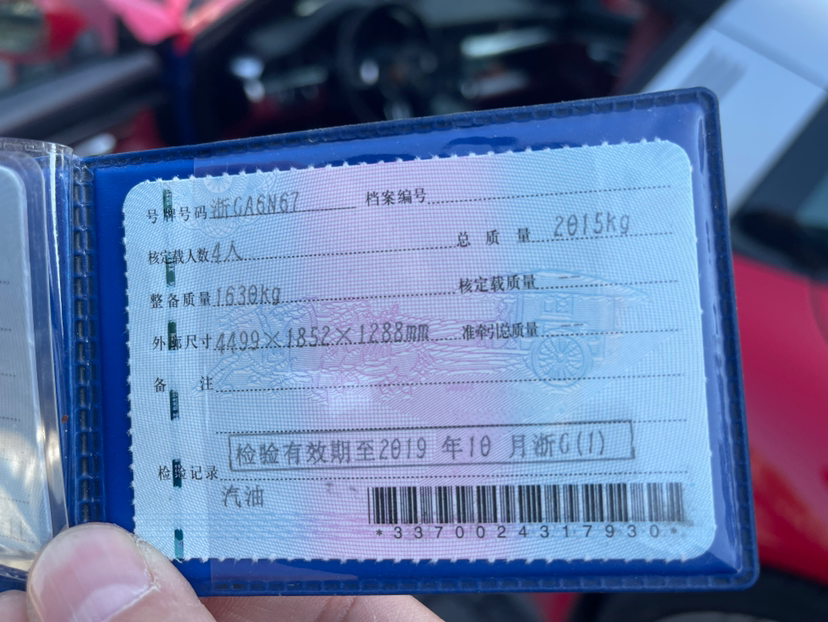 号牌号码 浙GA6N67 档案编号
核定载人数 4人 总质量 2015kg
整备质量 1630kg 核定载质量
外廓尺寸 4499×1852×1288mm 准牵引总质量
备注
检验有效期至2019 年10 月浙G(1)
检验记录
汽油
*3370024317930*